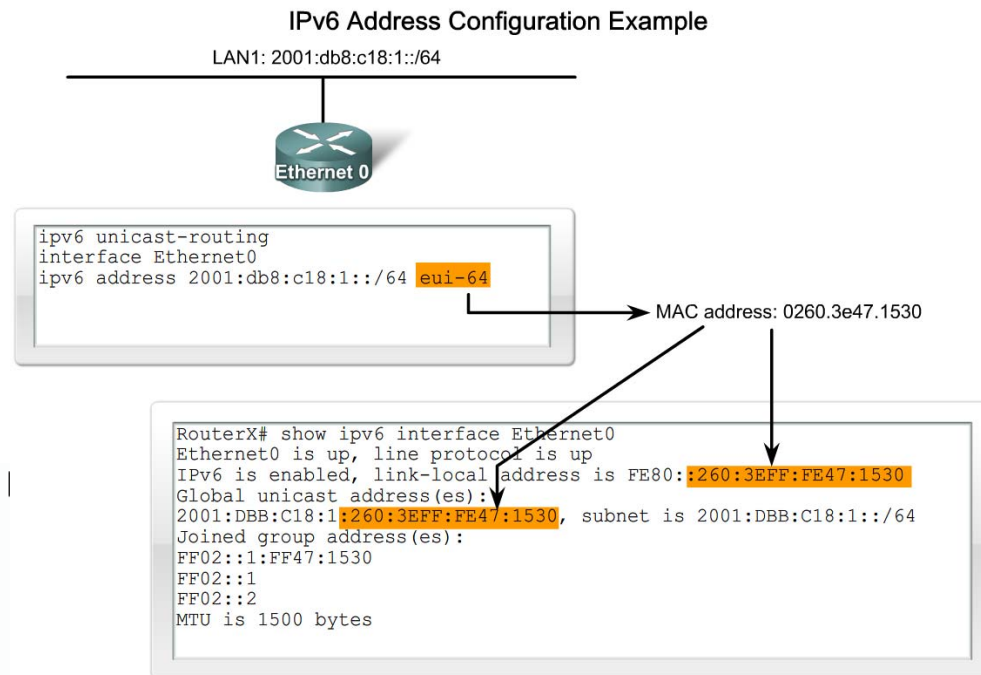 IPv6 Address Configuration Example
LAN1: 2001:db8:c18:1::/64
Ethernet 0
ipv6 unicast-routing
interface Ethernet0
ipv6 address 2001:db8:c18:1::/64 eui-64
MAC address: 0260.3e47.1530
RouterX# show ipv6 interface Ethernet0
Ethernet0 is up, line protocol is up
IPv6 is enabled, link-local address is FE80::260:3EFF:FE47:1530
Global unicast address(es):
2001:DBB:C18:1:260:3EFF:FE47:1530, subnet is 2001:DBB:C18:1::/64
Joined group address(es):
FF02::1:FF47:1530
FF02::1
FF02::2
MTU is 1500 bytes